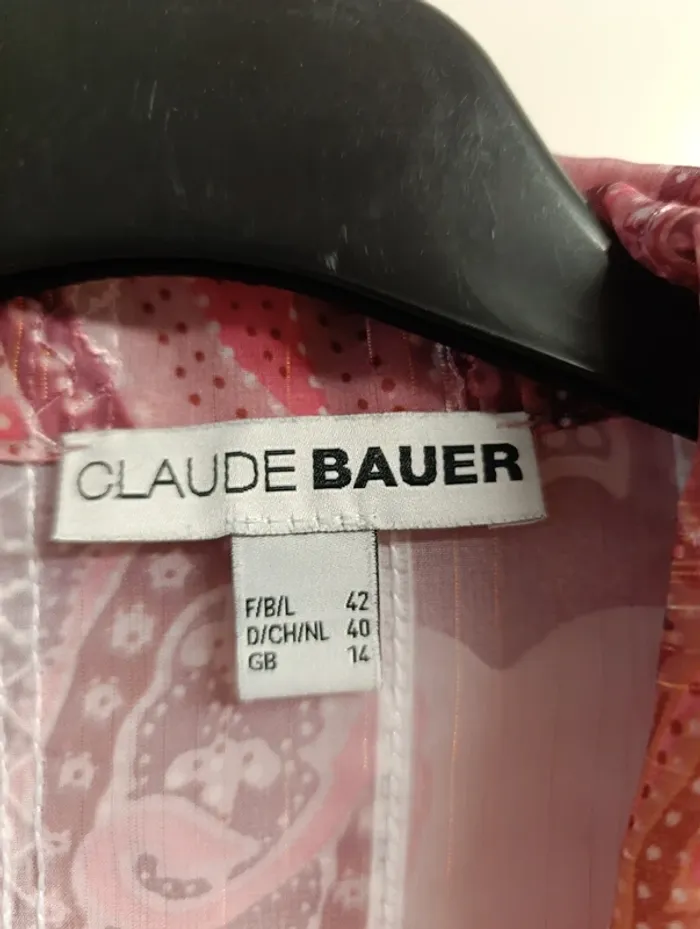 CLAUDE BAUER
F/B/L 42
D/CH/NL 40
GB 14